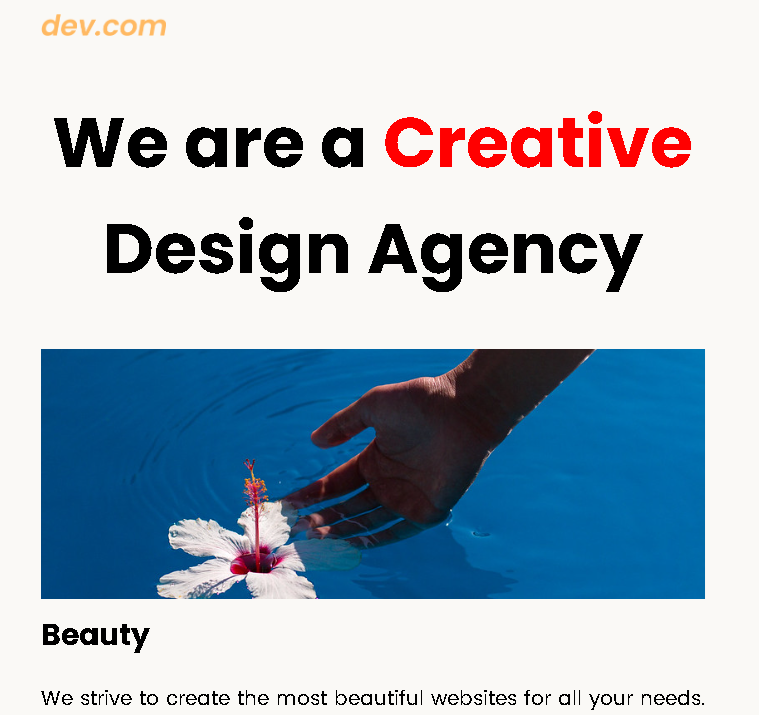 dev.com
We are a Creative
Design Agency
Beauty
We strive to create the most beautiful websites for all your needs.